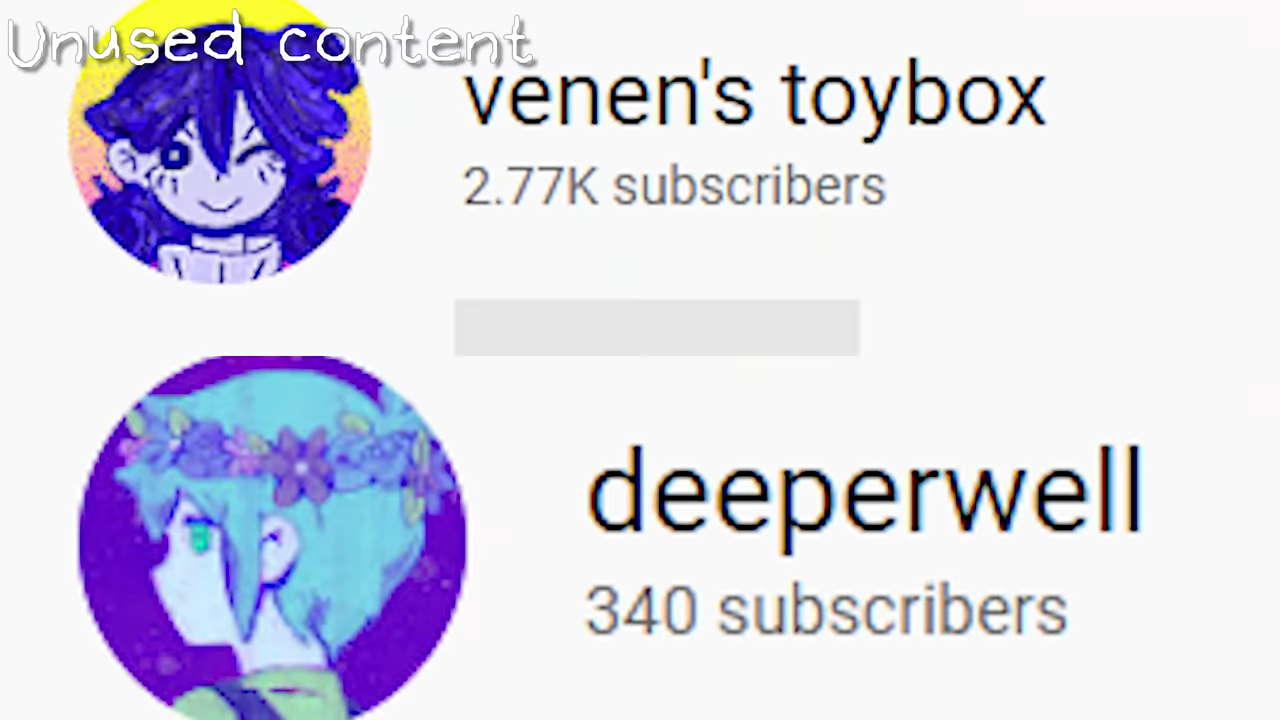 Unused content
venen's toybox
2.77K subscribers
deeperwell
340 subscribers